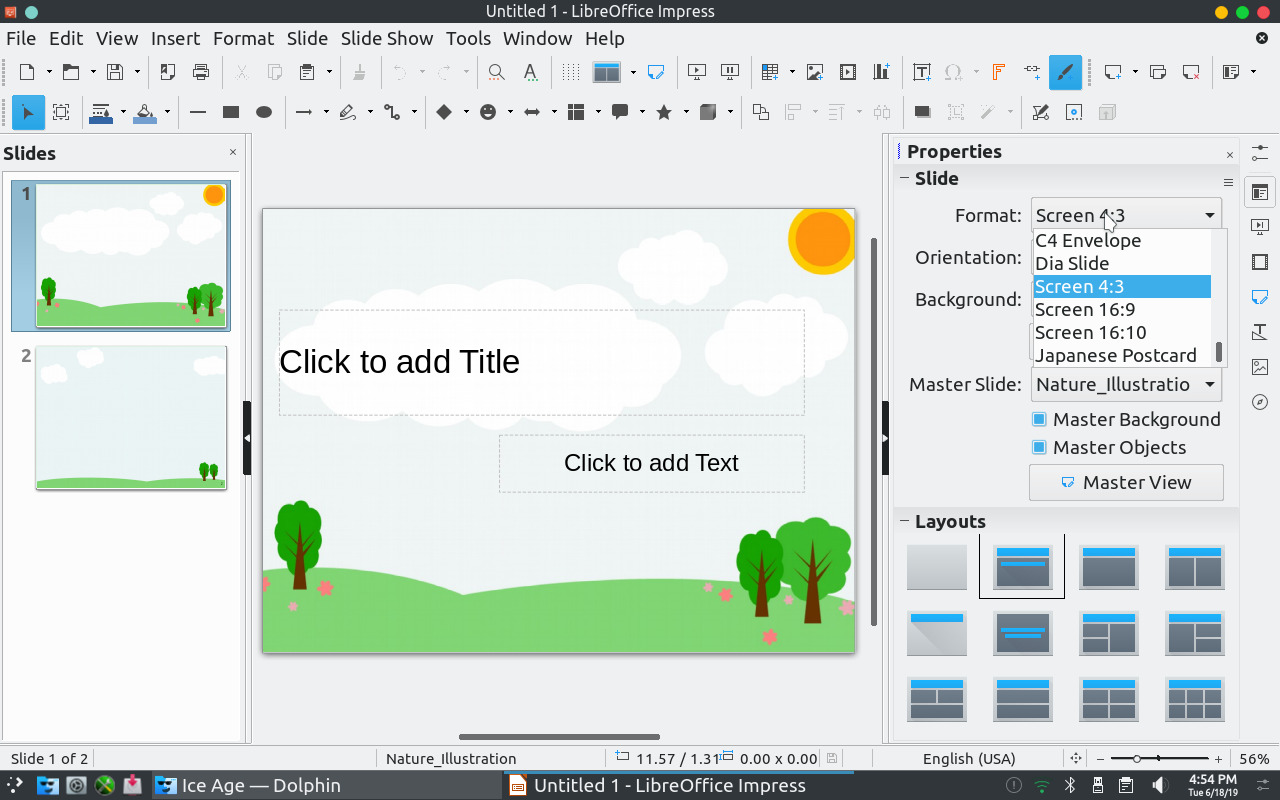 Untitled 1 - LibreOffice Impress
File Edit View Insert Format Slide Slide Show Tools Window Help
Slides
1
2
Click to add Title
Click to add Text
Properties
Slide
Format: Screen 4:3
C4 Envelope
Dia Slide
Screen 4:3
Screen 16:9
Screen 16:10
Japanese Postcard
Orientation:
Background:
Master Slide: Nature_Illustratio
Master Background
Master Objects
Master View
Layouts
Slide 1 of 2 Nature_Illustration 11.57 / 1.31 0.00 x 0.00 English (USA) 56%
Ice Age — Dolphin Untitled 1 - LibreOffice Impress 4:54 PM
Tue 6/18/19